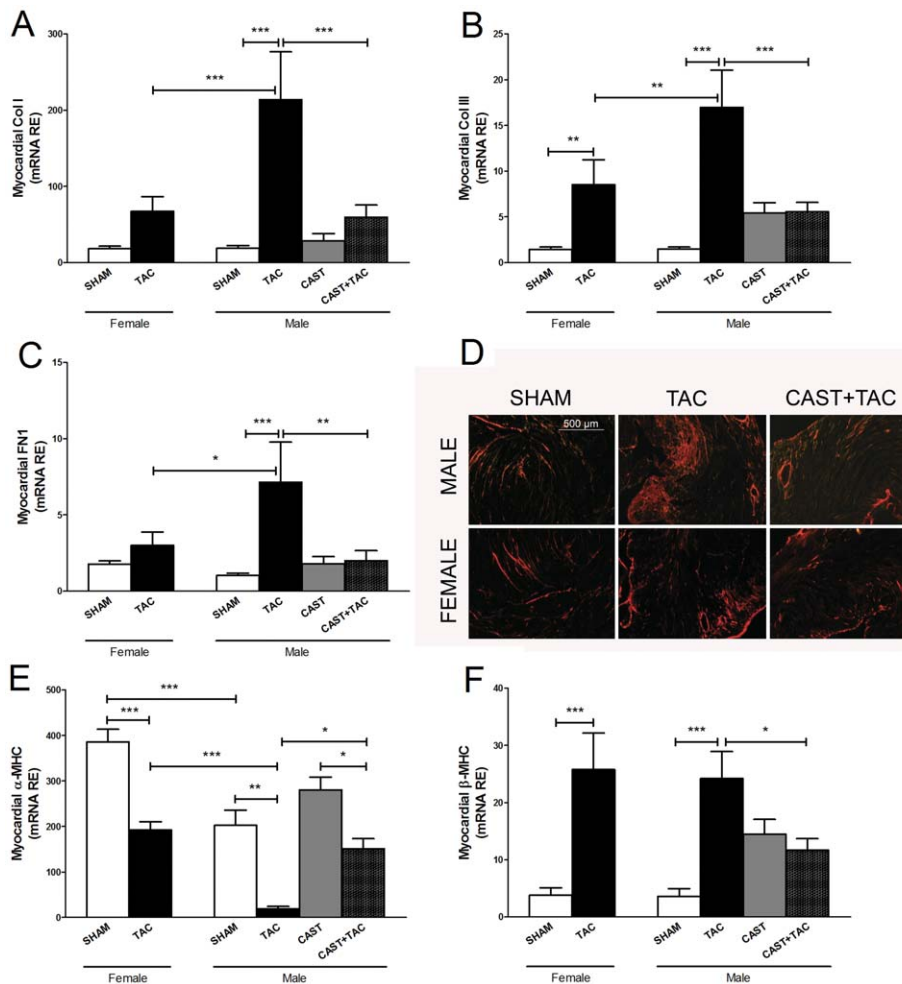 A
Myocardial Col I
(mRNA RE)
300
200
100
0
***
***
***
SHAM
TAC
SHAM
TAC
CAST
CAST+TAC
Female
Male
B
Myocardial Col III
(mRNA RE)
25
20
15
10
5
0
***
***
**
**
SHAM
TAC
SHAM
TAC
CAST
CAST+TAC
Female
Male
C
Myocardial FN1
(mRNA RE)
15
10
5
0
***
**
*
SHAM
TAC
SHAM
TAC
CAST
CAST+TAC
Female
Male
D
SHAM
TAC
CAST+TAC
500 µm
MALE
FEMALE
E
Myocardial α-MHC
(mRNA RE)
500
400
300
200
100
0
***
***
***
*
*
**
SHAM
TAC
SHAM
TAC
CAST
CAST+TAC
Female
Male
F
Myocardial β-MHC
(mRNA RE)
40
30
20
10
0
***
***
*
SHAM
TAC
SHAM
TAC
CAST
CAST+TAC
Female
Male